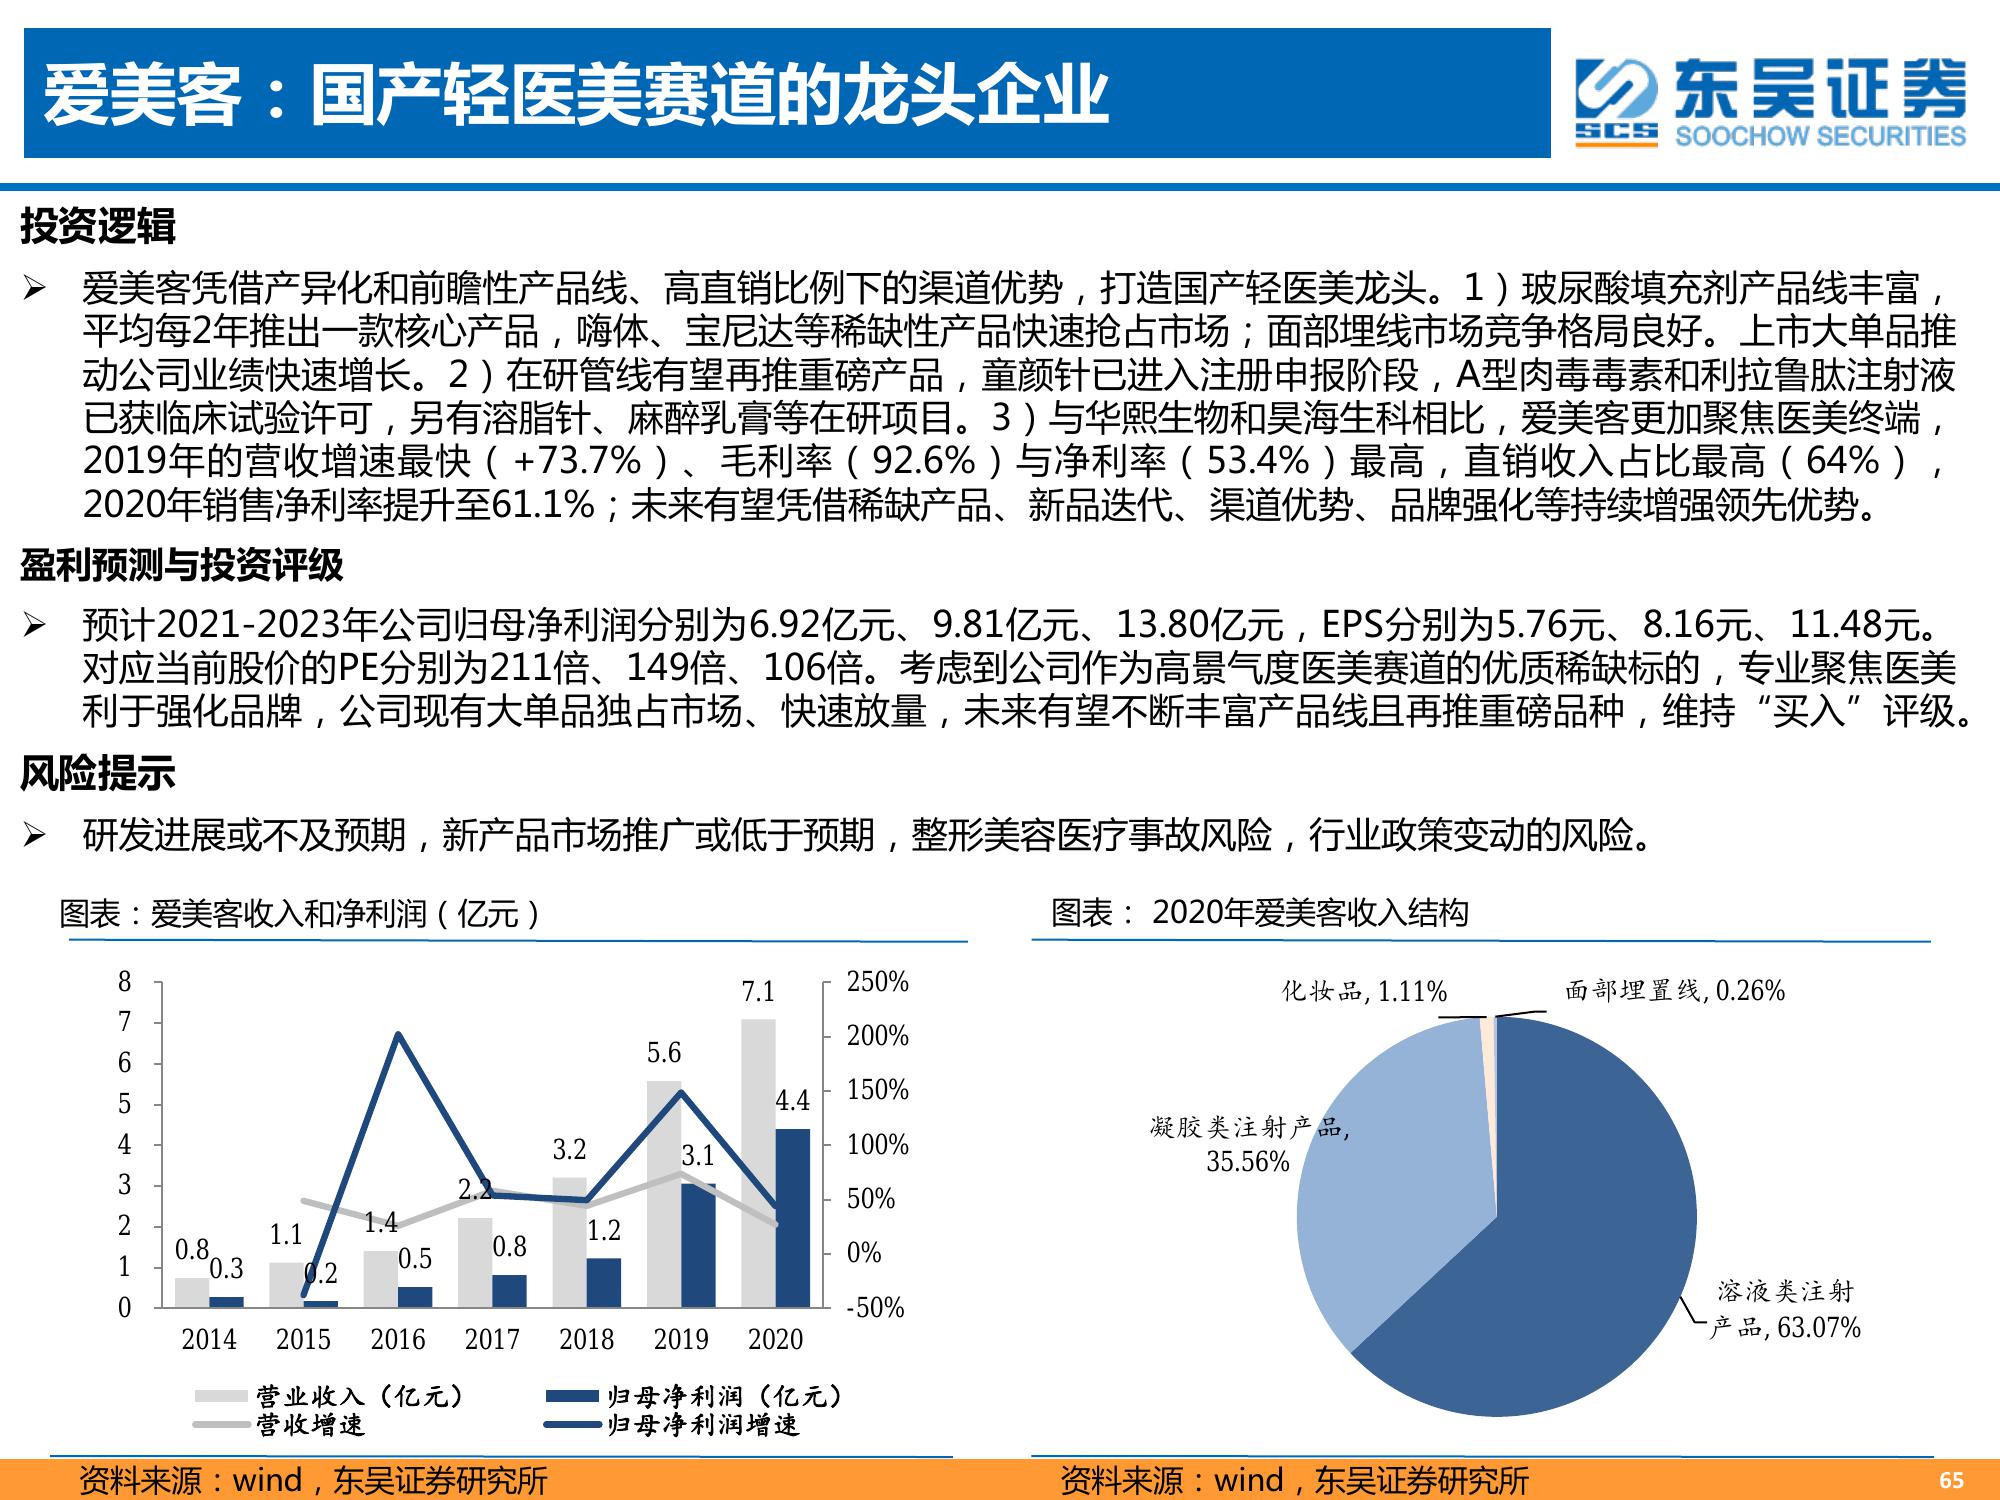 爱美客：国产轻医美赛道的龙头企业
东吴证券
SCS
SOOCHOW SECURITIES
投资逻辑
➢ 爱美客凭借产异化和前瞻性产品线、高直销比例下的渠道优势，打造国产轻医美龙头。1）玻尿酸填充剂产品线丰富，
平均每2年推出一款核心产品，嗨体、宝尼达等稀缺性产品快速抢占市场；面部埋线市场竞争格局良好。上市大单品推
动公司业绩快速增长。2）在研管线有望再推重磅产品，童颜针已进入注册申报阶段，A型肉毒毒素和利拉鲁肽注射液
已获临床试验许可，另有溶脂针、麻醉乳膏等在研项目。3）与华熙生物和昊海生科相比，爱美客更加聚焦医美终端，
2019年的营收增速最快（+73.7%）、毛利率（92.6%）与净利率（53.4%）最高，直销收入占比最高（64%），
2020年销售净利率提升至61.1%；未来有望凭借稀缺产品、新品迭代、渠道优势、品牌强化等持续增强领先优势。
盈利预测与投资评级
➢ 预计2021-2023年公司归母净利润分别为6.92亿元、9.81亿元、13.80亿元，EPS分别为5.76元、8.16元、11.48元。
对应当前股价的PE分别为211倍、149倍、106倍。考虑到公司作为高景气度医美赛道的优质稀缺标的，专业聚焦医美
利于强化品牌，公司现有大单品独占市场、快速放量，未来有望不断丰富产品线且再推重磅品种，维持“买入”评级。
风险提示
➢ 研发进展或不及预期，新产品市场推广或低于预期，整形美容医疗事故风险，行业政策变动的风险。
图表：爱美客收入和净利润（亿元）
8
7
6
5
4
3
2
1
0
250%
200%
150%
100%
50%
0%
-50%
0.8
0.3
1.1
0.2
1.4
0.5
2.2
0.8
3.2
1.2
5.6
3.1
7.1
4.4
2014 2015 2016 2017 2018 2019 2020
营业收入（亿元） 归母净利润（亿元）
营收增速 归母净利润增速
资料来源：wind，东吴证券研究所
图表： 2020年爱美客收入结构
化妆品, 1.11%
面部埋置线, 0.26%
凝胶类注射产品,
35.56%
溶液类注射
产品, 63.07%
资料来源：wind，东吴证券研究所
65